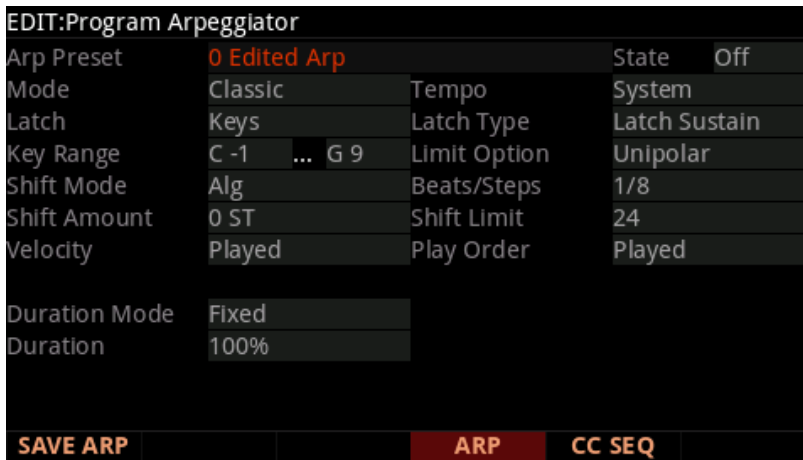 EDIT:Program Arpeggiator
Arp Preset 0 Edited Arp State Off
Mode Classic Tempo System
Latch Keys Latch Type Latch Sustain
Key Range C -1 ... G 9 Limit Option Unipolar
Shift Mode Alg Beats/Steps 1/8
Shift Amount 0 ST Shift Limit 24
Velocity Played Play Order Played
Duration Mode Fixed
Duration 100%
SAVE ARP ARP CC SEQ